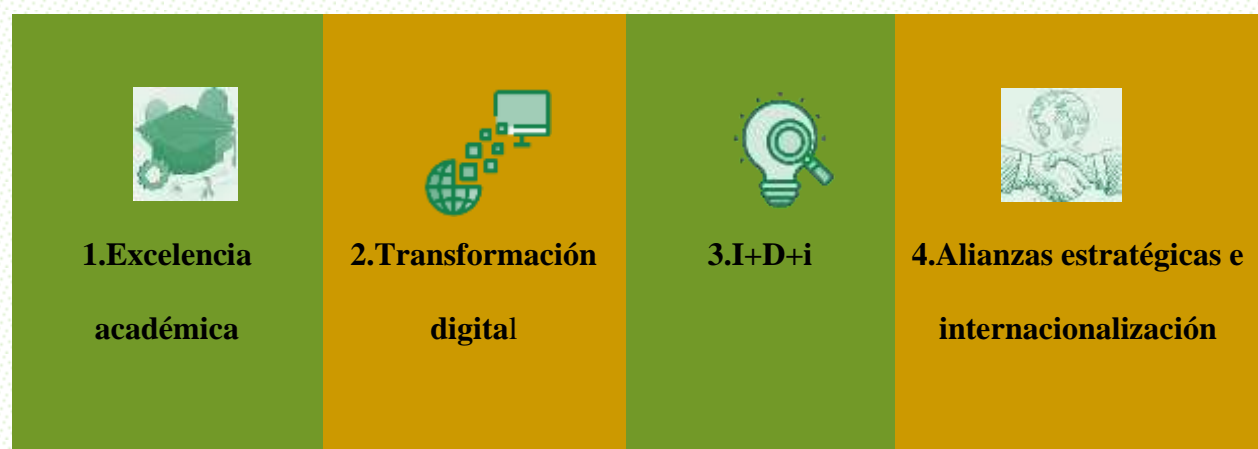 1.Excelencia
académica
2.Transformación
digital
3.I+D+i
4.Alianzas estratégicas e
internacionalización